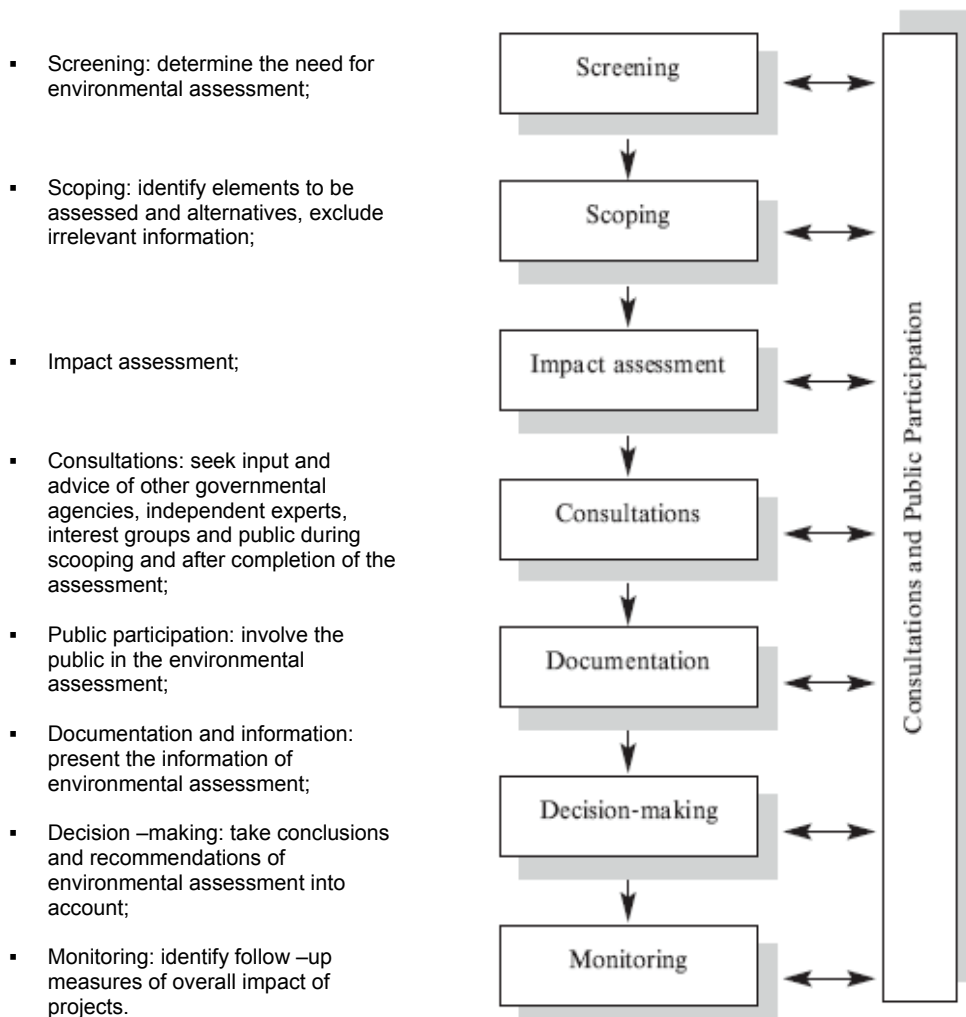 ▪ Screening: determine the need for
environmental assessment;
▪ Scoping: identify elements to be
assessed and alternatives, exclude
irrelevant information;
▪ Impact assessment;
▪ Consultations: seek input and
advice of other governmental
agencies, independent experts,
interest groups and public during
scooping and after completion of the
assessment;
▪ Public participation: involve the
public in the environmental
assessment;
▪ Documentation and information:
present the information of
environmental assessment;
▪ Decision –making: take conclusions
and recommendations of
environmental assessment into
account;
▪ Monitoring: identify follow –up
measures of overall impact of
projects.
Screening
Scoping
Impact assessment
Consultations
Documentation
Decision-making
Monitoring
Consultations and Public Participation